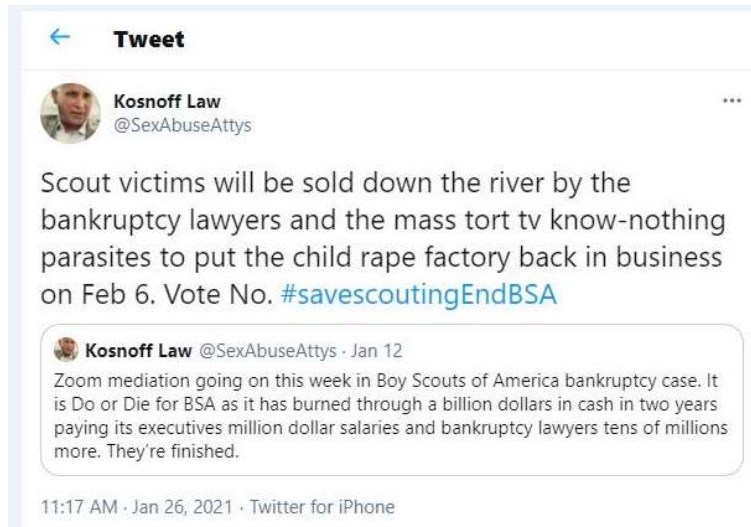 Tweet
Kosnoff Law
@SexAbuseAttys
Scout victims will be sold down the river by the
bankruptcy lawyers and the mass tort tv know-nothing
parasites to put the child rape factory back in business
on Feb 6. Vote No. #savescoutingEndBSA
Kosnoff Law @SexAbuseAttys · Jan 12
Zoom mediation going on this week in Boy Scouts of America bankruptcy case. It
is Do or Die for BSA as it has burned through a billion dollars in cash in two years
paying its executives million dollar salaries and bankruptcy lawyers tens of millions
more. They're finished.
11:17 AM · Jan 26, 2021 · Twitter for iPhone